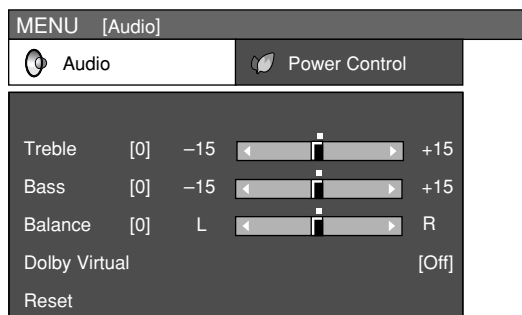 MENU [Audio]
Audio Power Control
Treble [0] –15 +15
Bass [0] –15 +15
Balance [0] L R
Dolby Virtual [Off]
Reset